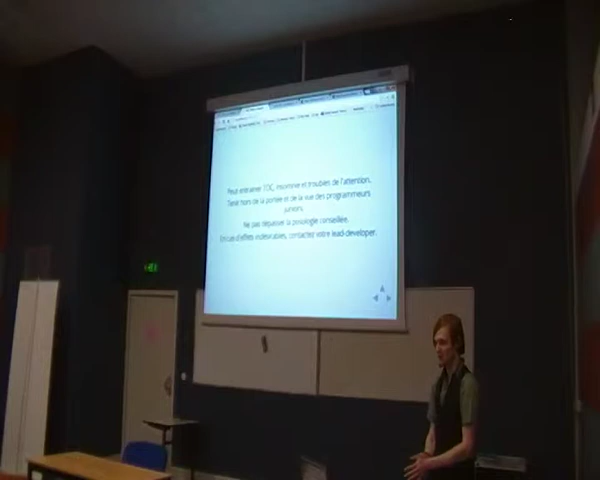 Peut entraîner TOC, insomnie et troubles de l'attention.
Tenir hors de la portée et de la vue des programmeurs
juniors.
Ne pas dépasser la posologie conseillée.
En cas d'effets indésirables, contactez votre lead-developer.